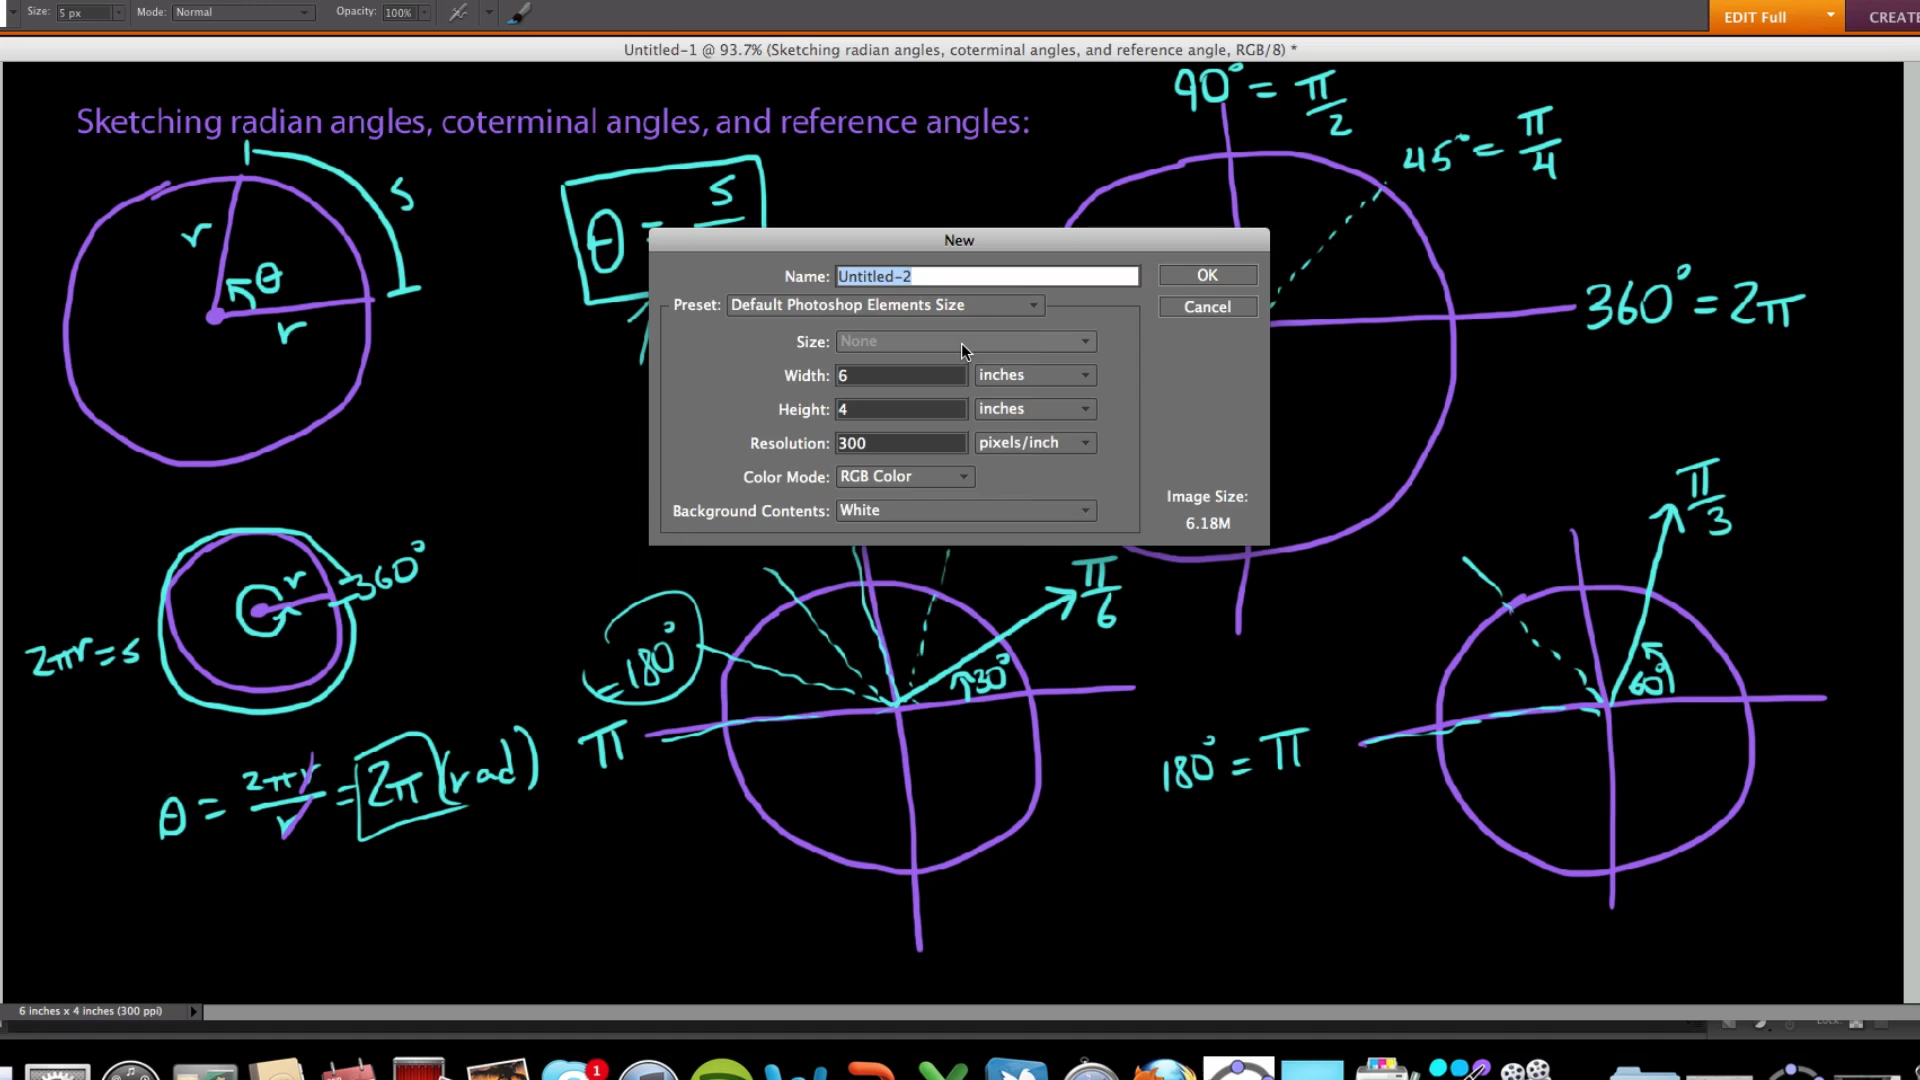 Size: 5 px Mode: Normal Opacity: 100% EDIT Full CREATE
Untitled-1 @ 93.7% (Sketching radian angles, coterminal angles, and reference angle, RGB/8) *
Sketching radian angles, coterminal angles, and reference angles:
90° = π/2
45° = π/4
360° = 2π
s
r
θ
r
θ = s
New
Name: Untitled-2 OK
Preset: Default Photoshop Elements Size Cancel
Size: None
Width: 6 inches
Height: 4 inches
Resolution: 300 pixels/inch
Color Mode: RGB Color
Image Size:
Background Contents: White
6.18M
r
360°
2πr = s
θ = 2πr/r = 2π (rad)
π/6
30°
= 180°
π
π/3
60°
180° = π
6 inches x 4 inches (300 ppi)
1